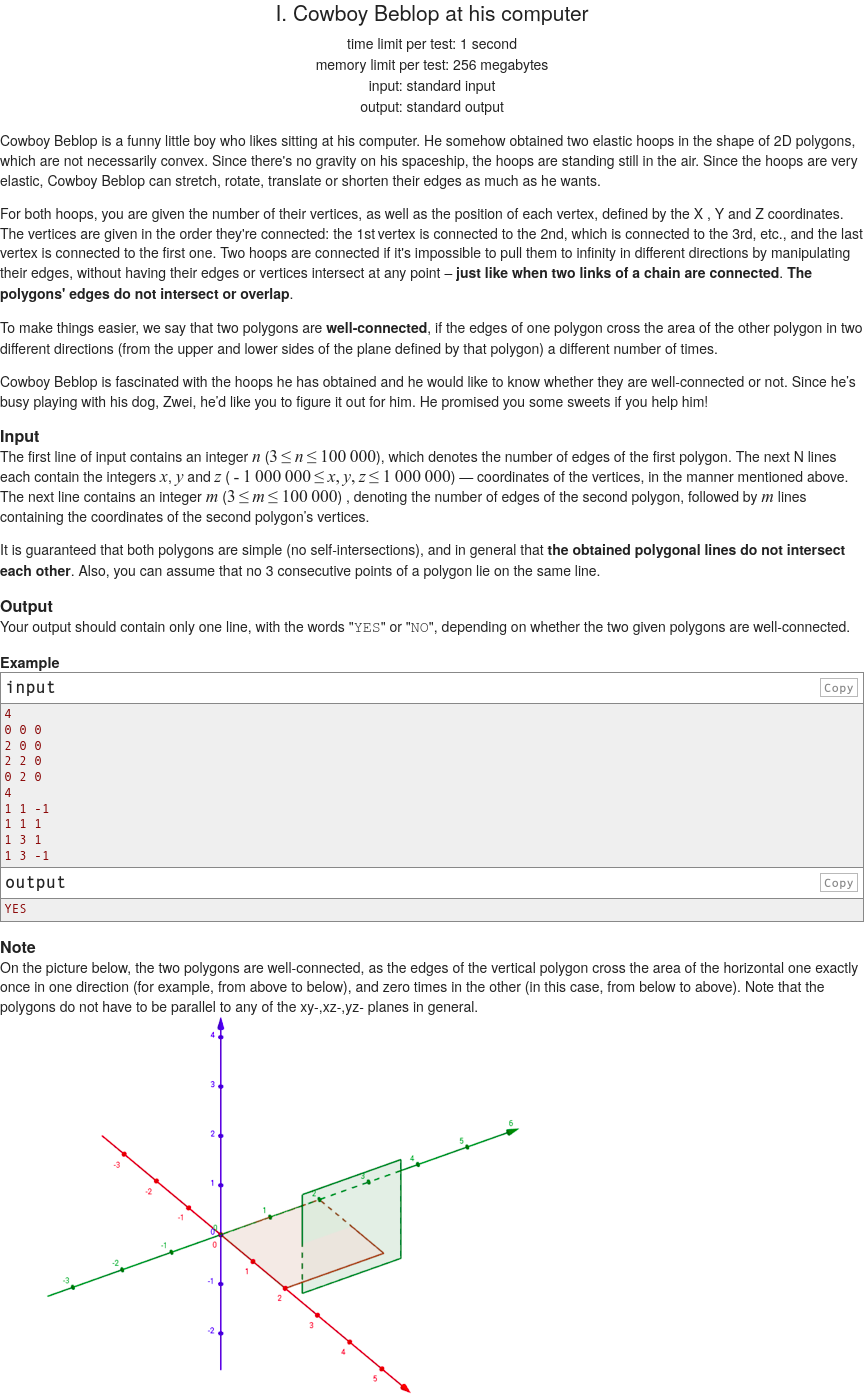 I. Cowboy Beblop at his computer
time limit per test: 1 second
memory limit per test: 256 megabytes
input: standard input
output: standard output
Cowboy Beblop is a funny little boy who likes sitting at his computer. He somehow obtained two elastic hoops in the shape of 2D polygons,
which are not necessarily convex. Since there's no gravity on his spaceship, the hoops are standing still in the air. Since the hoops are very
elastic, Cowboy Beblop can stretch, rotate, translate or shorten their edges as much as he wants.
For both hoops, you are given the number of their vertices, as well as the position of each vertex, defined by the X , Y and Z coordinates.
The vertices are given in the order they're connected: the 1st vertex is connected to the 2nd, which is connected to the 3rd, etc., and the last
vertex is connected to the first one. Two hoops are connected if it's impossible to pull them to infinity in different directions by manipulating
their edges, without having their edges or vertices intersect at any point – just like when two links of a chain are connected. The
polygons' edges do not intersect or overlap.
To make things easier, we say that two polygons are well-connected, if the edges of one polygon cross the area of the other polygon in two
different directions (from the upper and lower sides of the plane defined by that polygon) a different number of times.
Cowboy Beblop is fascinated with the hoops he has obtained and he would like to know whether they are well-connected or not. Since he's
busy playing with his dog, Zwei, he'd like you to figure it out for him. He promised you some sweets if you help him!
Input
The first line of input contains an integer n (3 ≤ n ≤ 100 000), which denotes the number of edges of the first polygon. The next N lines
each contain the integers x, y and z ( - 1 000 000 ≤ x, y, z ≤ 1 000 000) — coordinates of the vertices, in the manner mentioned above.
The next line contains an integer m (3 ≤ m ≤ 100 000) , denoting the number of edges of the second polygon, followed by m lines
containing the coordinates of the second polygon's vertices.
It is guaranteed that both polygons are simple (no self-intersections), and in general that the obtained polygonal lines do not intersect
each other. Also, you can assume that no 3 consecutive points of a polygon lie on the same line.
Output
Your output should contain only one line, with the words "YES" or "NO", depending on whether the two given polygons are well-connected.
Example
input
Copy
4
0 0 0
2 0 0
2 2 0
0 2 0
4
1 1 -1
1 1 1
1 3 1
1 3 -1
output
Copy
YES
Note
On the picture below, the two polygons are well-connected, as the edges of the vertical polygon cross the area of the horizontal one exactly
once in one direction (for example, from above to below), and zero times in the other (in this case, from below to above). Note that the
polygons do not have to be parallel to any of the xy-,xz-,yz- planes in general.
4
3
2
1
0
-1
-2
-3
-2
-1
0
1
2
3
4
5
-3
-2
-1
0
1
2
3
4
5
6